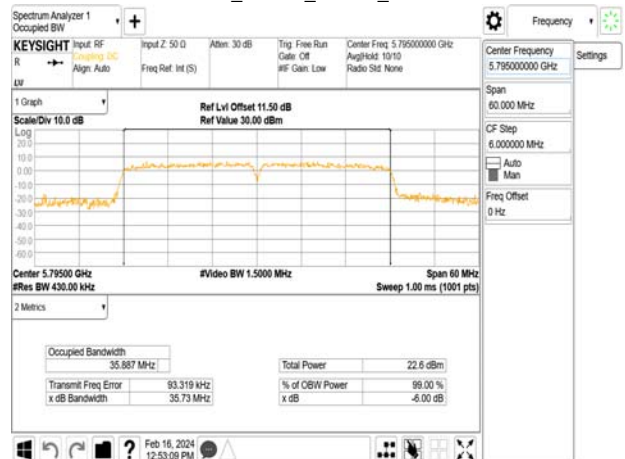 Spectrum Analyzer 1
Occupied BW
Frequency
KEYSIGHT Input: RF Input Z: 50 Ω Atten: 30 dB Trig: Free Run Center Freq: 5.795000000 GHz
R Coupling: DC Gate: Off Avg|Hold: 10/10
Align: Auto Freq Ref: Int (S) #IF Gain: Low Radio Std: None
Center Frequency
5.795000000 GHz
Settings
Span
60.000 MHz
CF Step
6.000000 MHz
Auto
Man
Freq Offset
0 Hz
1 Graph
Ref Lvl Offset 11.50 dB
Scale/Div 10.0 dB Ref Value 30.00 dBm
Log
20.0
10.0
0.00
-10.0
-20.0
-30.0
-40.0
-50.0
-60.0
Center 5.79500 GHz #Video BW 1.5000 MHz Span 60 MHz
#Res BW 430.00 kHz Sweep 1.00 ms (1001 pts)
2 Metrics
Occupied Bandwidth
35.887 MHz Total Power 22.6 dBm
Transmit Freq Error 93.319 kHz % of OBW Power 99.00 %
x dB Bandwidth 35.73 MHz x dB -6.00 dB
Feb 16, 2024
12:53:09 PM